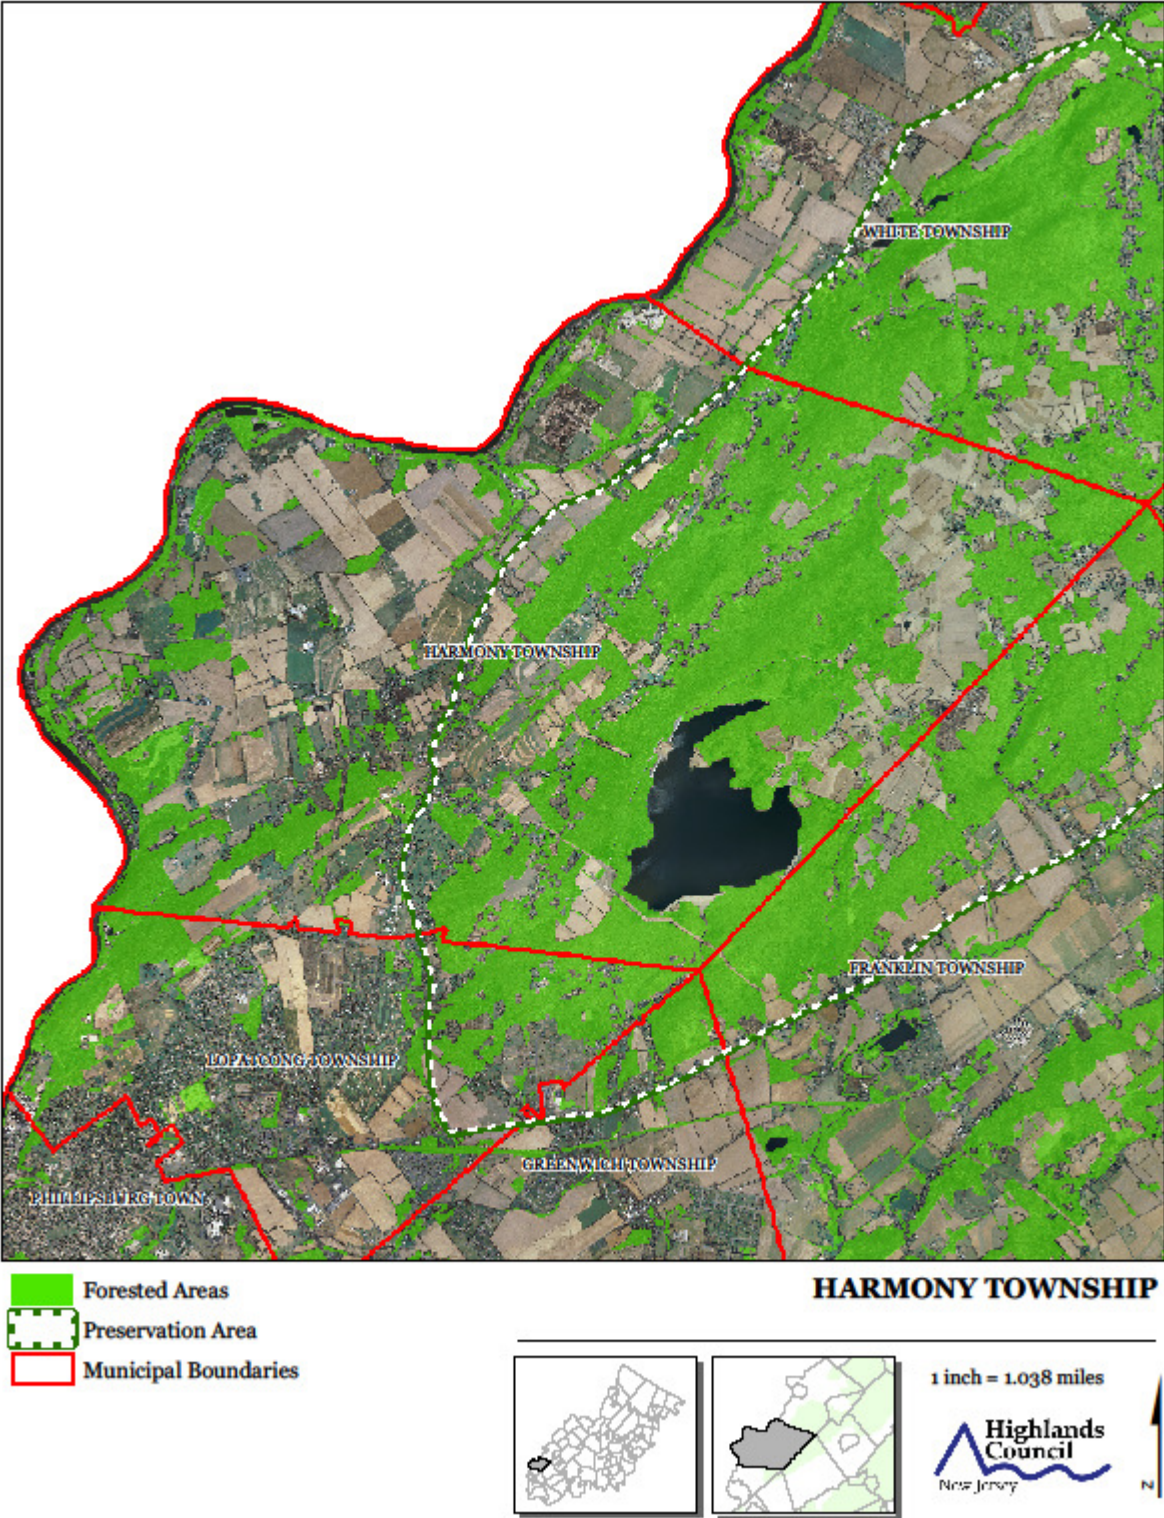 WHITE TOWNSHIP
HARMONY TOWNSHIP
FRANKLIN TOWNSHIP
LOPATCONG TOWNSHIP
GREENWICH TOWNSHIP
PHILLIPSBURG TOWN
Forested Areas
Preservation Area
Municipal Boundaries
HARMONY TOWNSHIP
1 inch = 1.038 miles
Highlands
Council
New Jersey
N